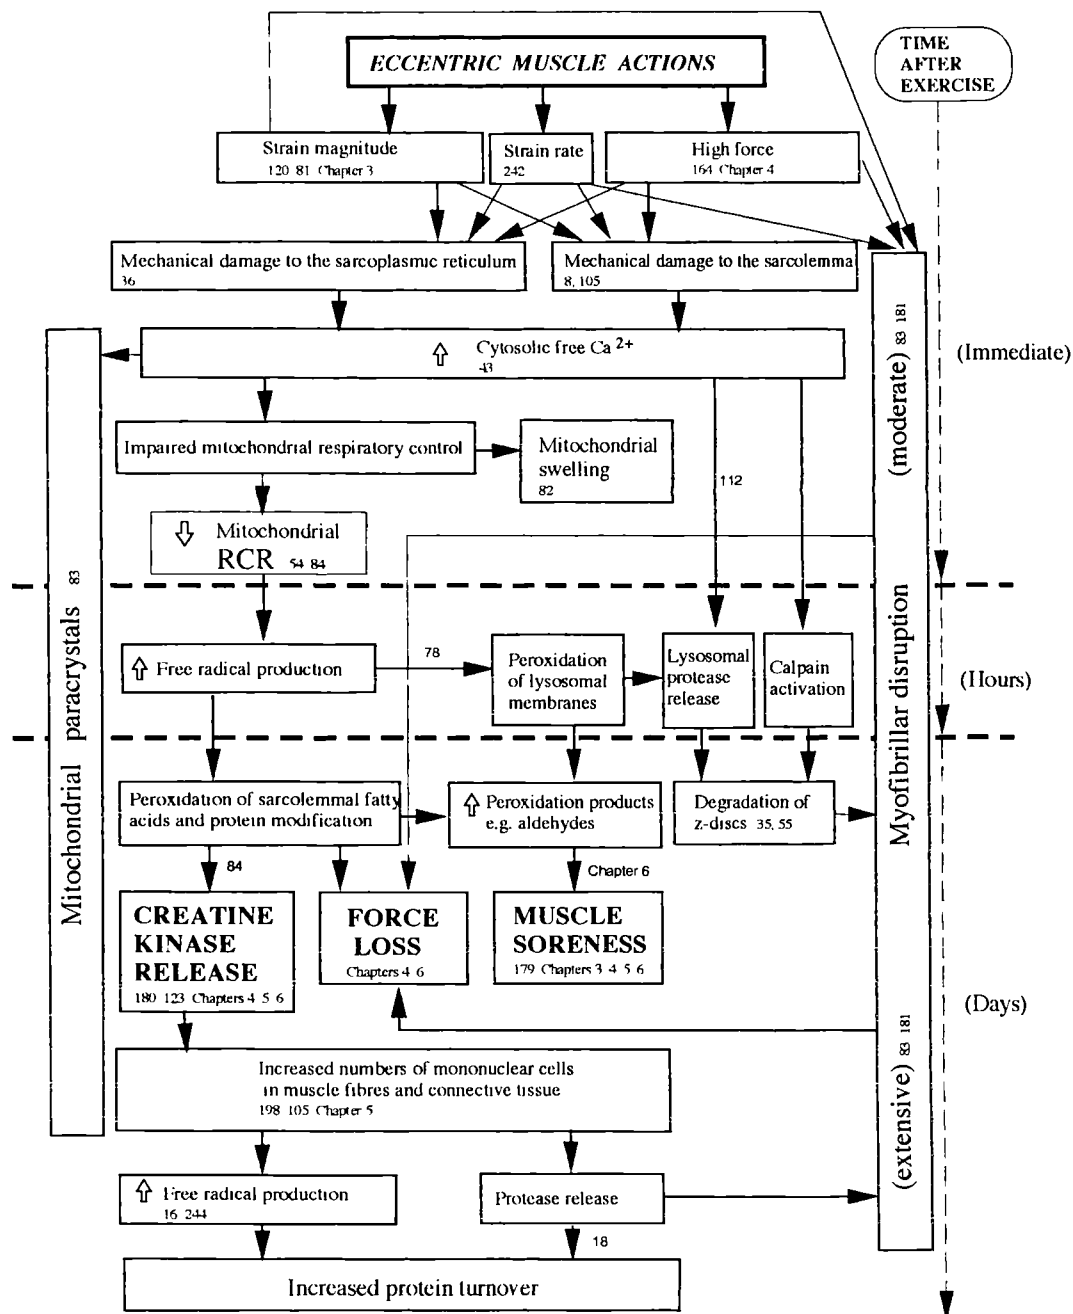 ECCENTRIC MUSCLE ACTIONS
TIME
AFTER
EXERCISE
Strain magnitude
120 81 Chapter 3
Strain rate
242
High force
164 Chapter 4
Mechanical damage to the sarcoplasmic reticulum
36
Mechanical damage to the sarcolemma
8, 105
⇧ Cytosolic free Ca 2+
43
(Immediate)
Impaired mitochondrial respiratory control
Mitochondrial
swelling
82
112
⇩ Mitochondrial
RCR 54 84
Mitochondrial paracrystals 83
(moderate) 83 181
Myofibrillar disruption
(extensive) 83 181
⇧ Free radical production
78
Peroxidation
of lysosomal
membranes
Lysosomal
protease
release
Calpain
activation
(Hours)
Peroxidation of sarcolemmal fatty
acids and protein modification
⇧ Peroxidation products
e.g. aldehydes
Degradation of
z-discs 35, 55
84
Chapter 6
CREATINE
KINASE
RELEASE
180 123 Chapters 4 5 6
FORCE
LOSS
Chapters 4 6
MUSCLE
SORENESS
179 Chapters 3 4 5 6
(Days)
Increased numbers of mononuclear cells
in muscle fibres and connective tissue
198 105 Chapter 5
⇧ Free radical production
16 244
Protease release
18
Increased protein turnover